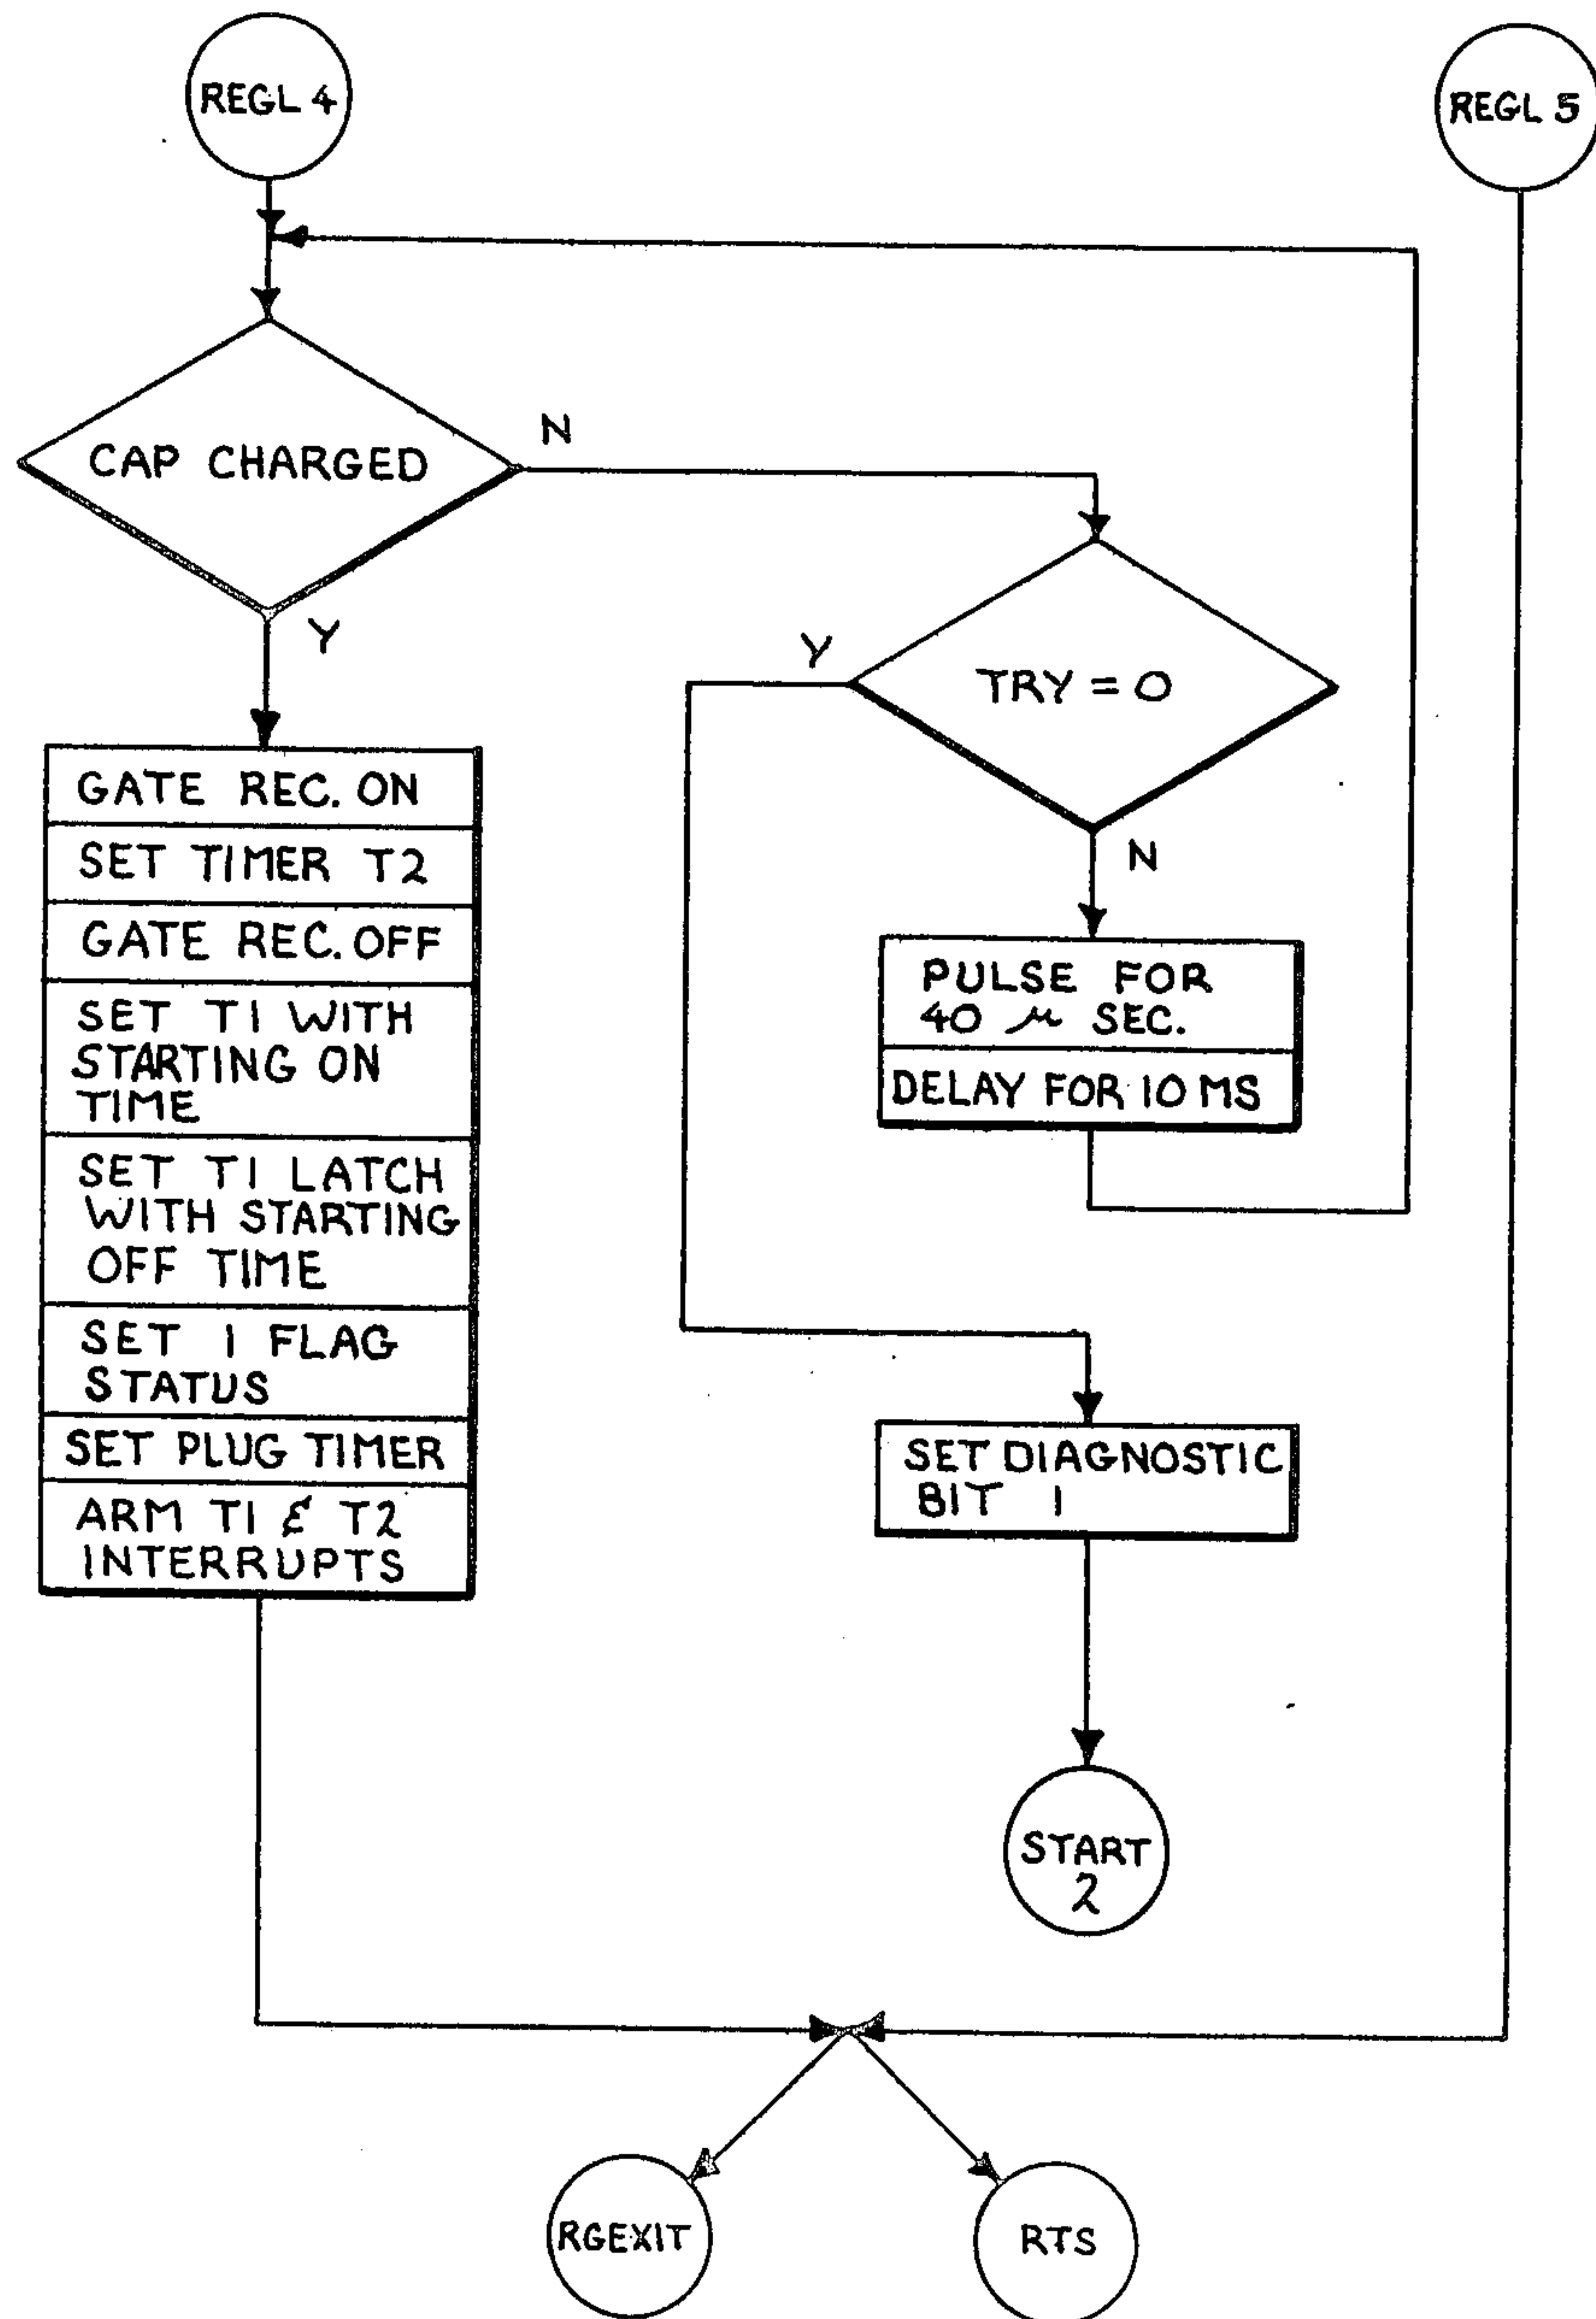 REGL 4
REGL 5
CAP CHARGED
N
Y
TRY = 0
Y
N
GATE REC. ON
SET TIMER T2
GATE REC. OFF
SET T1 WITH
STARTING ON
TIME
SET T1 LATCH
WITH STARTING
OFF TIME
SET 1 FLAG
STATUS
SET PLUG TIMER
ARM T1 & T2
INTERRUPTS
PULSE FOR
40 μ SEC.
DELAY FOR 10 MS
SET DIAGNOSTIC
BIT 1
START
2
RGEXIT
RTS